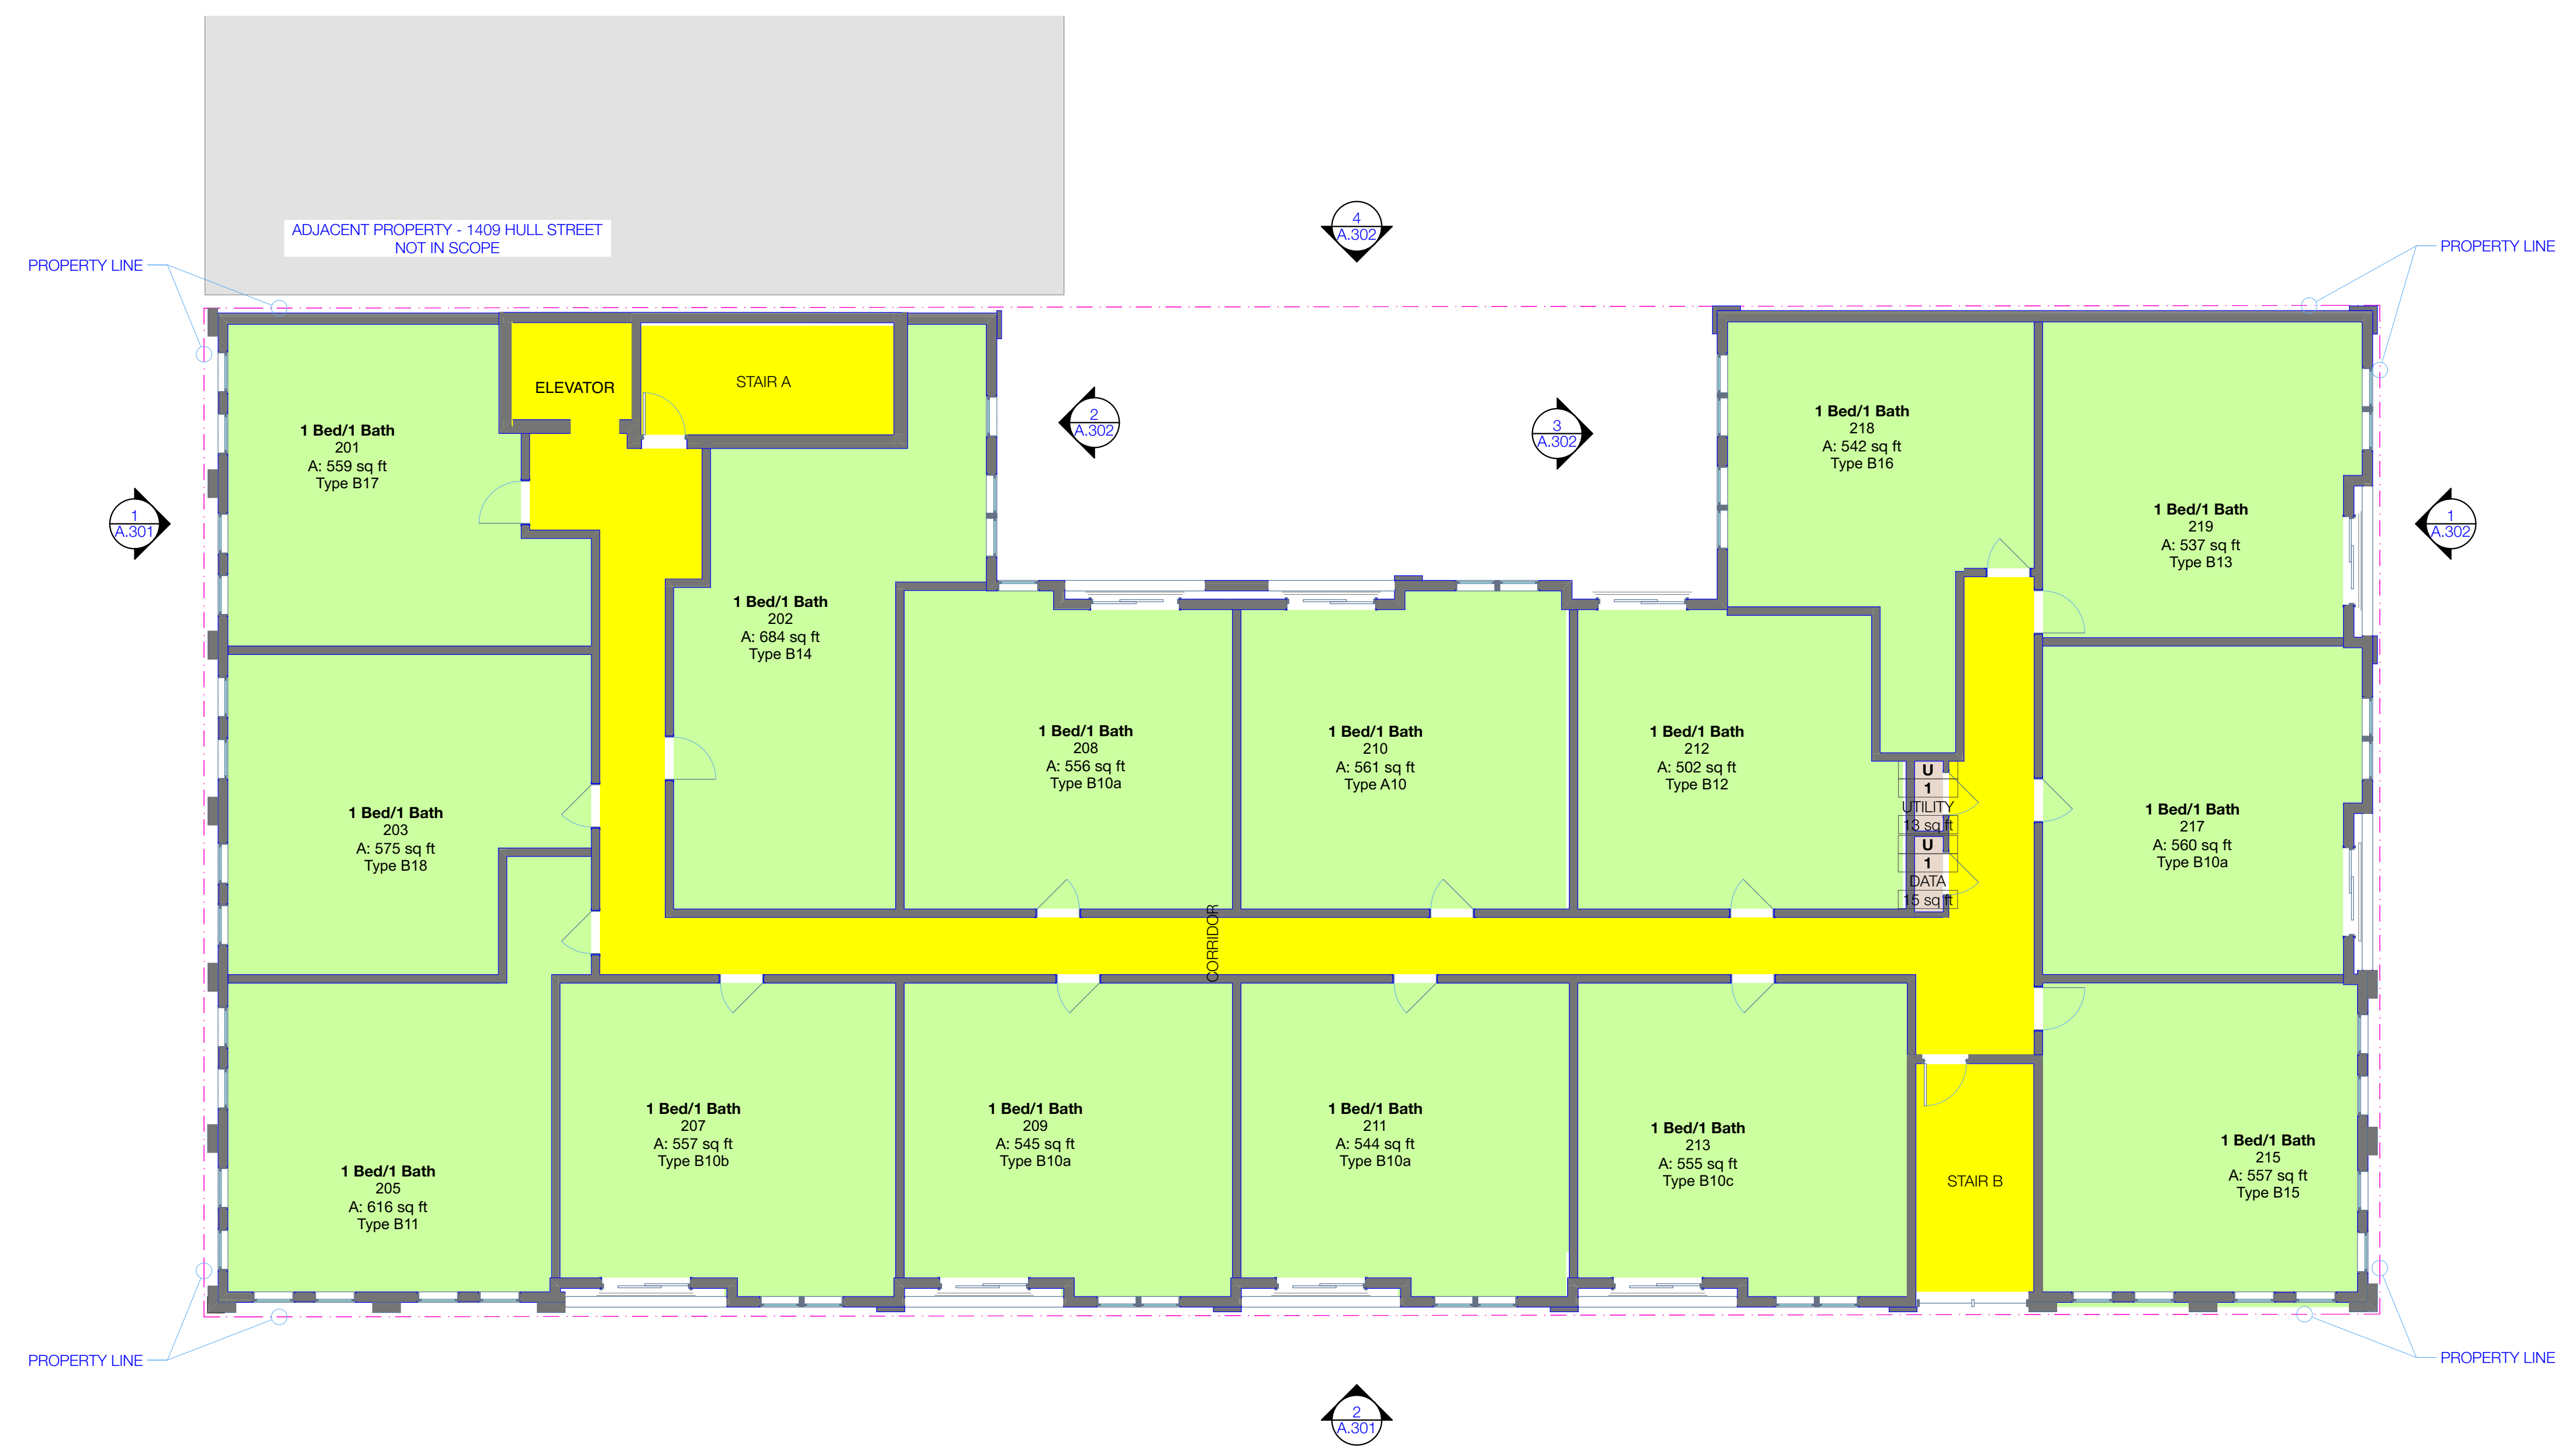 ADJACENT PROPERTY - 1409 HULL STREET
NOT IN SCOPE
4
A.302
PROPERTY LINE
PROPERTY LINE
ELEVATOR
STAIR A
2
A.302
3
A.302
1 Bed/1 Bath
201
A: 559 sq ft
Type B17
1 Bed/1 Bath
218
A: 542 sq ft
Type B16
1
A.301
1 Bed/1 Bath
219
A: 537 sq ft
Type B13
1
A.302
1 Bed/1 Bath
202
A: 684 sq ft
Type B14
1 Bed/1 Bath
203
A: 575 sq ft
Type B18
1 Bed/1 Bath
208
A: 556 sq ft
Type B10a
1 Bed/1 Bath
210
A: 561 sq ft
Type A10
1 Bed/1 Bath
212
A: 502 sq ft
Type B12
U
1
UTILITY
13 sq ft
U
1
DATA
15 sq ft
1 Bed/1 Bath
217
A: 560 sq ft
Type B10a
CORRIDOR
1 Bed/1 Bath
205
A: 616 sq ft
Type B11
1 Bed/1 Bath
207
A: 557 sq ft
Type B10b
1 Bed/1 Bath
209
A: 545 sq ft
Type B10a
1 Bed/1 Bath
211
A: 544 sq ft
Type B10a
1 Bed/1 Bath
213
A: 555 sq ft
Type B10c
STAIR B
1 Bed/1 Bath
215
A: 557 sq ft
Type B15
PROPERTY LINE
PROPERTY LINE
2
A.301